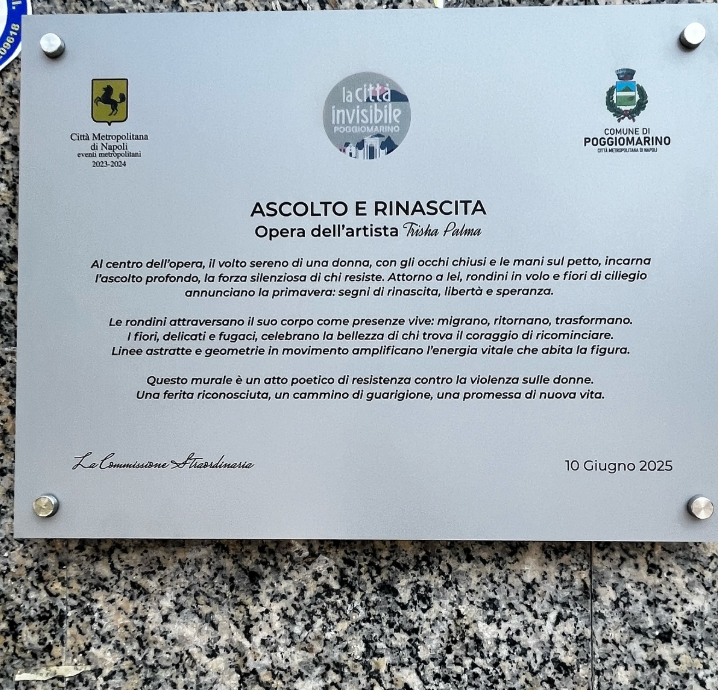 09618
Città Metropolitana
di Napoli
eventi metropolitani
2023-2024
la città
invisibile
POGGIOMARINO
COMUNE DI
POGGIOMARINO
CITTÀ METROPOLITANA DI NAPOLI
ASCOLTO E RINASCITA
Opera dell'artista Trisha Palma
Al centro dell'opera, il volto sereno di una donna, con gli occhi chiusi e le mani sul petto, incarna
l'ascolto profondo, la forza silenziosa di chi resiste. Attorno a lei, rondini in volo e fiori di ciliegio
annunciano la primavera: segni di rinascita, libertà e speranza.
Le rondini attraversano il suo corpo come presenze vive: migrano, ritornano, trasformano.
I fiori, delicati e fugaci, celebrano la bellezza di chi trova il coraggio di ricominciare.
Linee astratte e geometrie in movimento amplificano l'energia vitale che abita la figura.
Questo murale è un atto poetico di resistenza contro la violenza sulle donne.
Una ferita riconosciuta, un cammino di guarigione, una promessa di nuova vita.
La Commissione Straordinaria
10 Giugno 2025